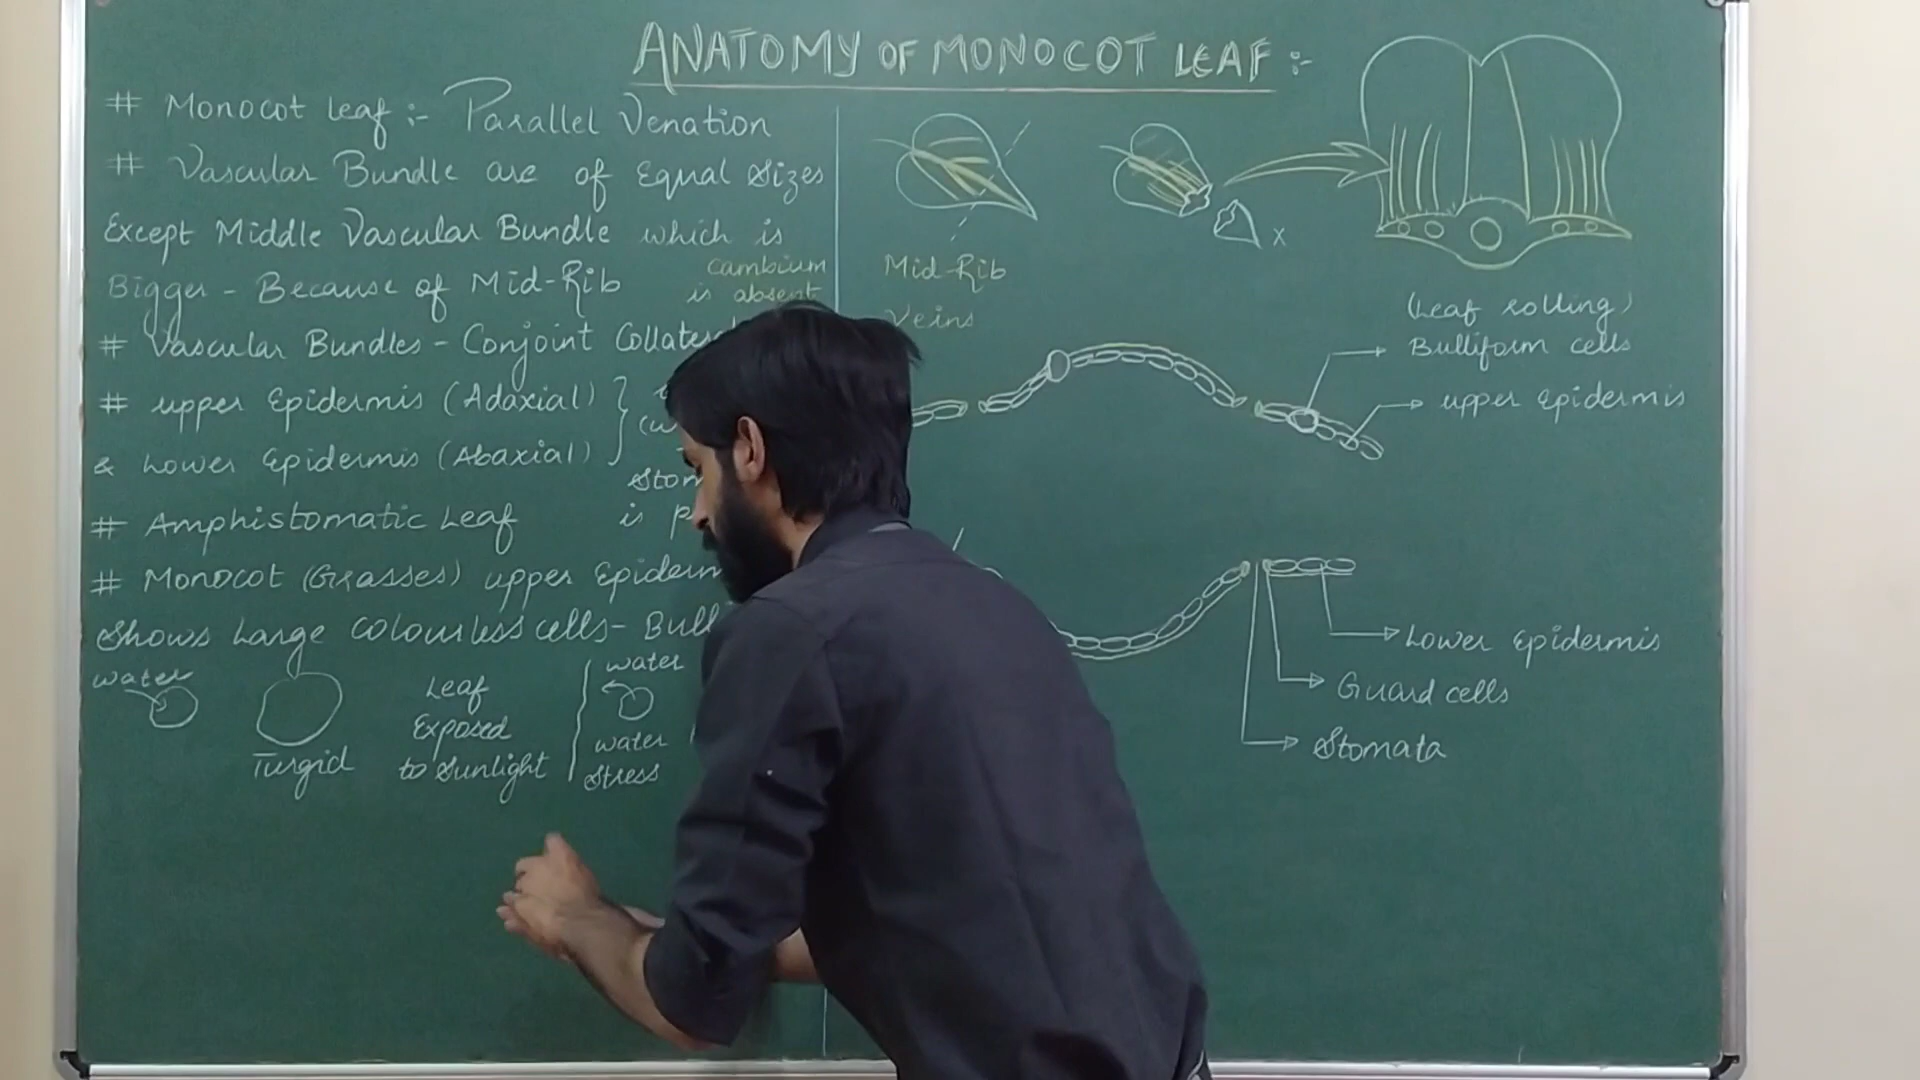 ANATOMY OF MONOCOT LEAF :-
# Monocot leaf :- Parallel Venation
# Vascular Bundle are of Equal Sizes
Except Middle Vascular Bundle which is
Bigger - Because of Mid-Rib
cambium
is absent
# Vascular Bundles - Conjoint
# upper Epidermis (Adaxial)
& Lower Epidermis (Abaxial)
is
# Amphistomatic Leaf
# Monocot (Grasses) upper
Shows Large colourless cells -
water
Turgid
Leaf
Exposed
to Sunlight
water
water
stress
Mid-Rib
Veins
x
(Leaf rolling)
Bulliform cells
upper Epidermis
Lower Epidermis
Guard cells
Stomata